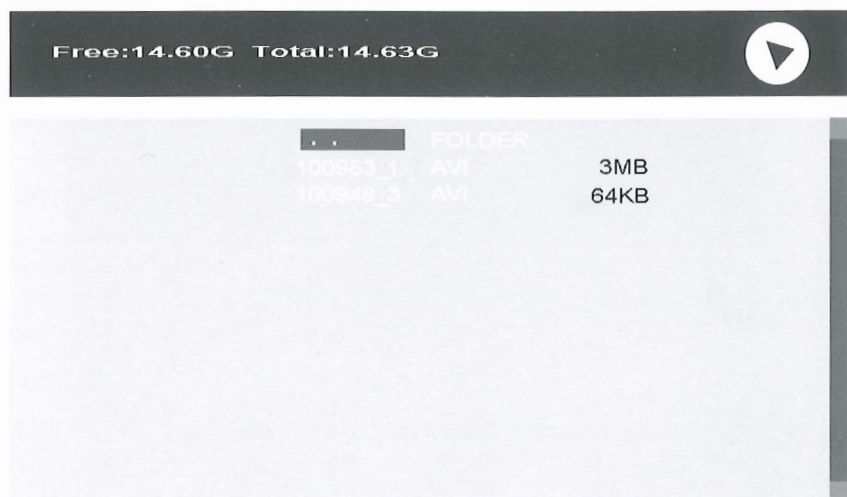 Free:14.60G Total:14.63G
. . FOLDER
100953_1 AVI 3MB
100948_3 AVI 64KB